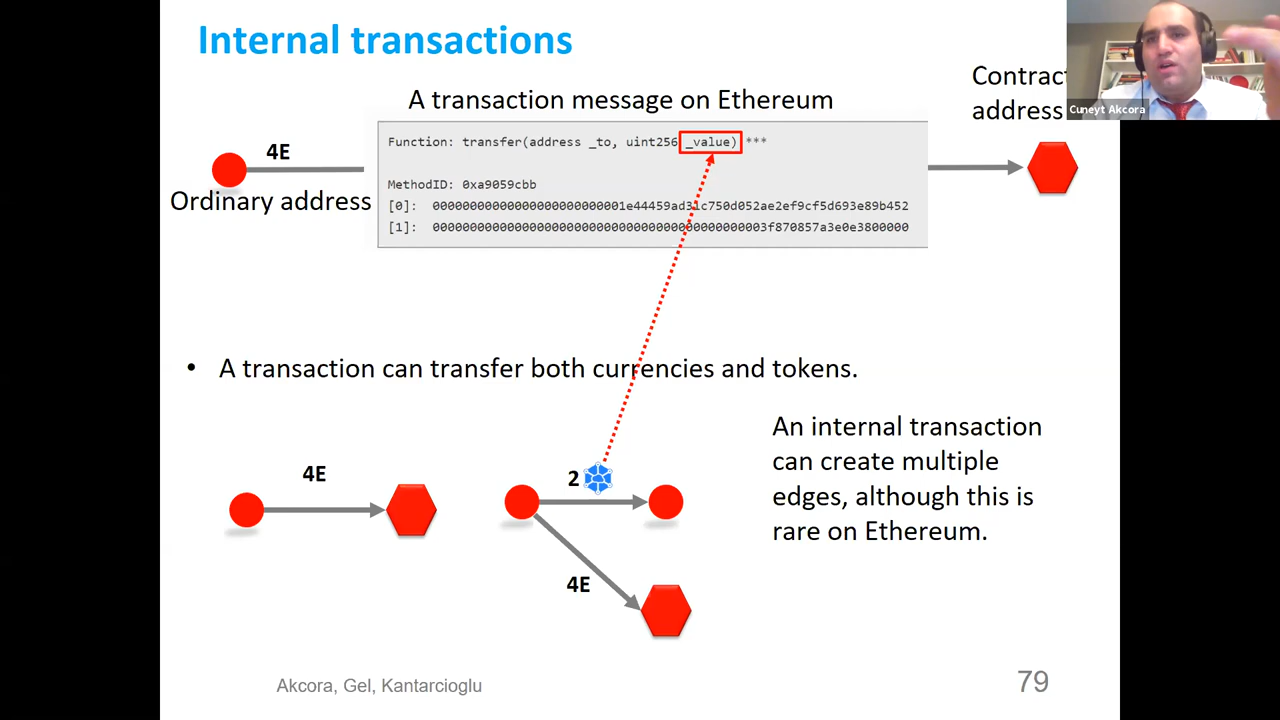 Internal transactions
A transaction message on Ethereum
Contract
address
Cuneyt Akcora
4E
Ordinary address
Function: transfer(address _to, uint256 _value) ***
MethodID: 0xa9059cbb
[0]: 0000000000000000000000001e44459ad31c750d052ae2ef9cf5d693e89b452
[1]: 00000000000000000000000000000000000000000000003f870857a3e0e3800000
• A transaction can transfer both currencies and tokens.
4E
2
4E
An internal transaction
can create multiple
edges, although this is
rare on Ethereum.
Akcora, Gel, Kantarcioglu
79